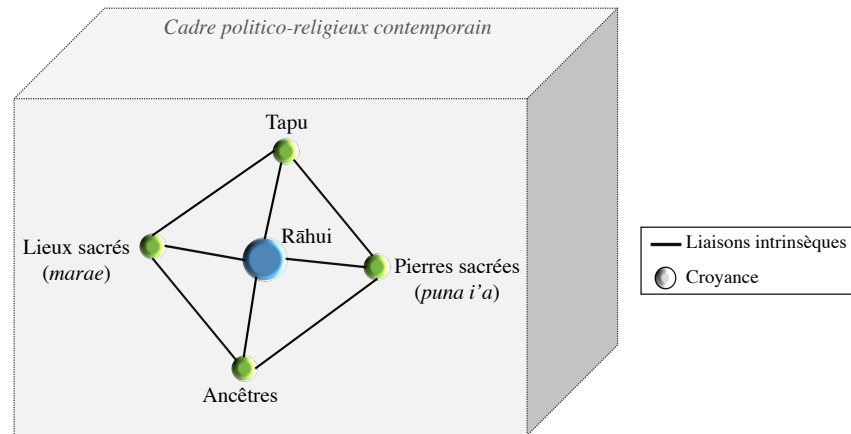 Cadre politico-religieux contemporain
Tapu
Rāhui
Lieux sacrés
(marae)
Pierres sacrées
(puna i’a)
Ancêtres
Liaisons intrinsèques
Croyance